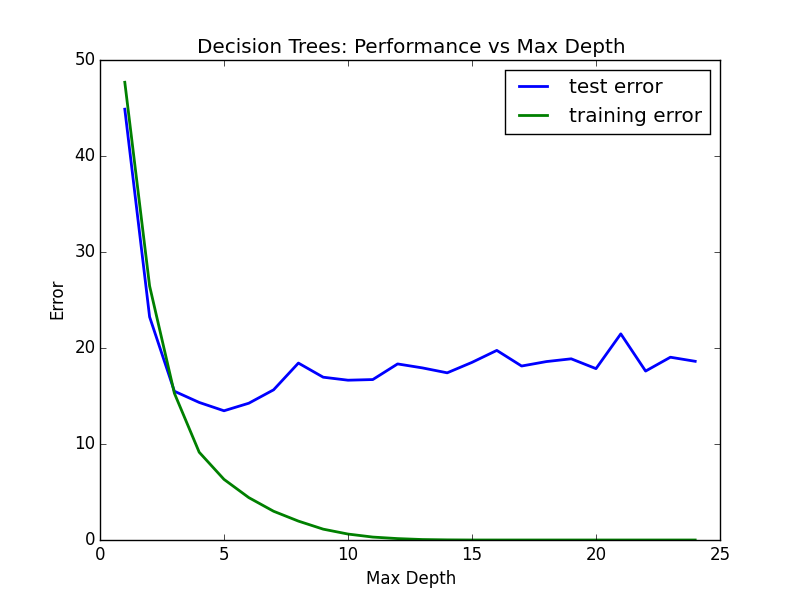 Decision Trees: Performance vs Max Depth
test error
training error
50
40
30
20
10
0
Error
0 5 10 15 20 25
Max Depth